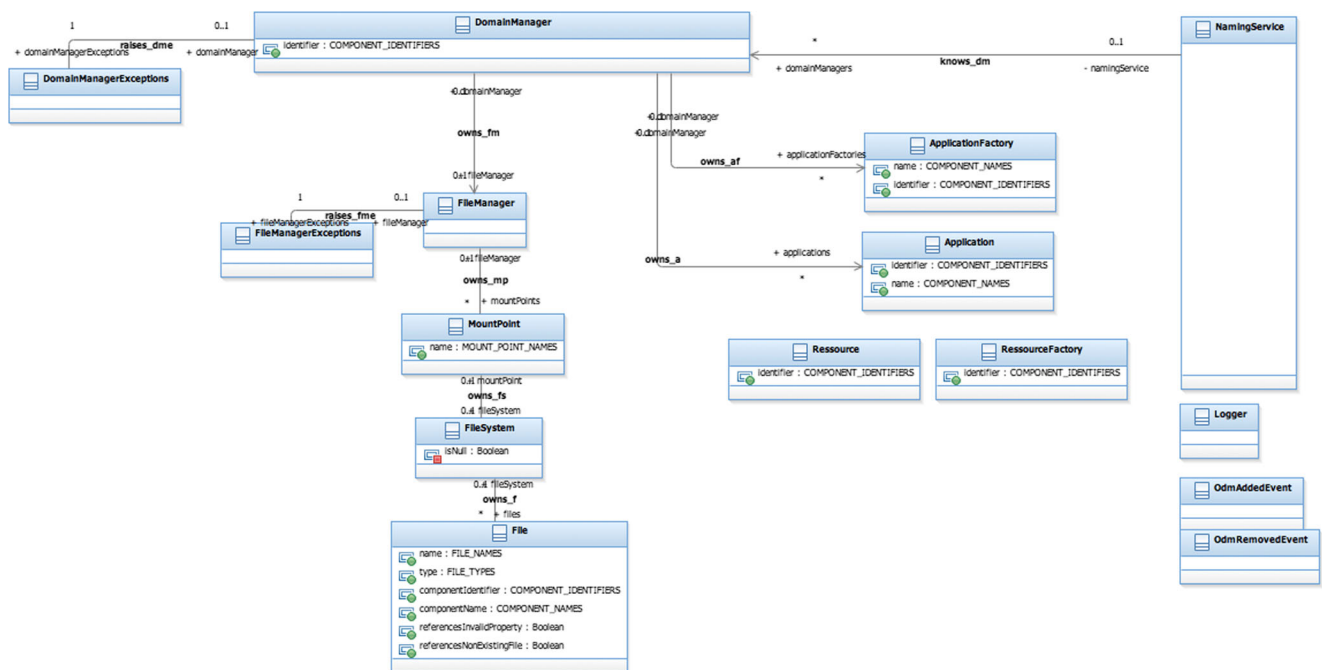 DomainManager
identifier : COMPONENT_IDENTIFIERS
1
0..1
raises_dme
+ domainManagerExceptions
+ domainManager
DomainManagerExceptions
NamingService
*
0..1
+ domainManagers
knows_dm
- namingService
owns_fm
ApplicationFactory
name : COMPONENT_NAMES
identifier : COMPONENT_IDENTIFIERS
+ applicationFactories
owns_af
*
1
0..1
raises_fme
+ fileManagerExceptions
+ fileManager
FileManager
FileManagerExceptions
Application
identifier : COMPONENT_IDENTIFIERS
name : COMPONENT_NAMES
+ applications
owns_a
*
owns_mp
* + mountPoints
MountPoint
name : MOUNT_POINT_NAMES
Ressource
identifier : COMPONENT_IDENTIFIERS
RessourceFactory
identifier : COMPONENT_IDENTIFIERS
mountPoint
owns_fs
fileSystem
FileSystem
isNull : Boolean
Logger
fileSystem
owns_f
* + files
OdmAddedEvent
OdmRemovedEvent
File
name : FILE_NAMES
type : FILE_TYPES
componentIdentifier : COMPONENT_IDENTIFIERS
componentName : COMPONENT_NAMES
referencesInvalidProperty : Boolean
referencesNonExistingFile : Boolean